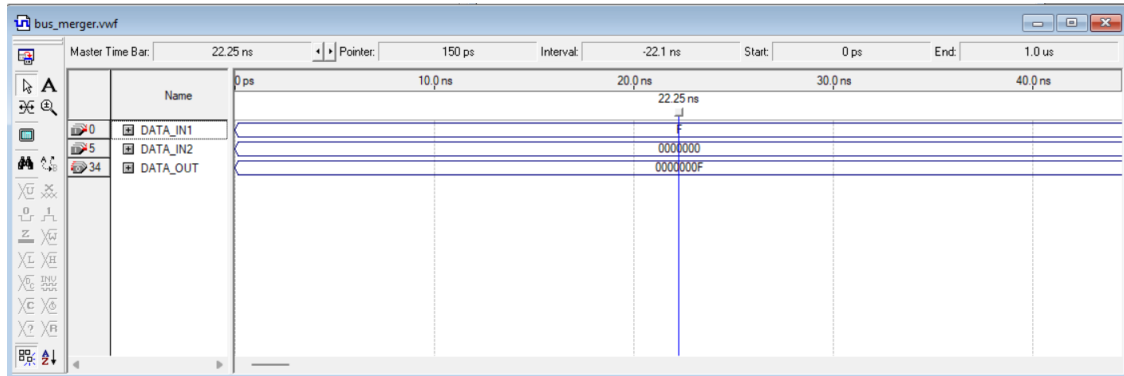 bus_merger.vwf
Master Time Bar: 22.25 ns Pointer: 150 ps Interval: -22.1 ns Start: 0 ps End: 1.0 us
Name
0 ps 10.0 ns 20.0 ns 30.0 ns 40.0 ns
22.25 ns
0 DATA_IN1 F
5 DATA_IN2 0000000
34 DATA_OUT 0000000F